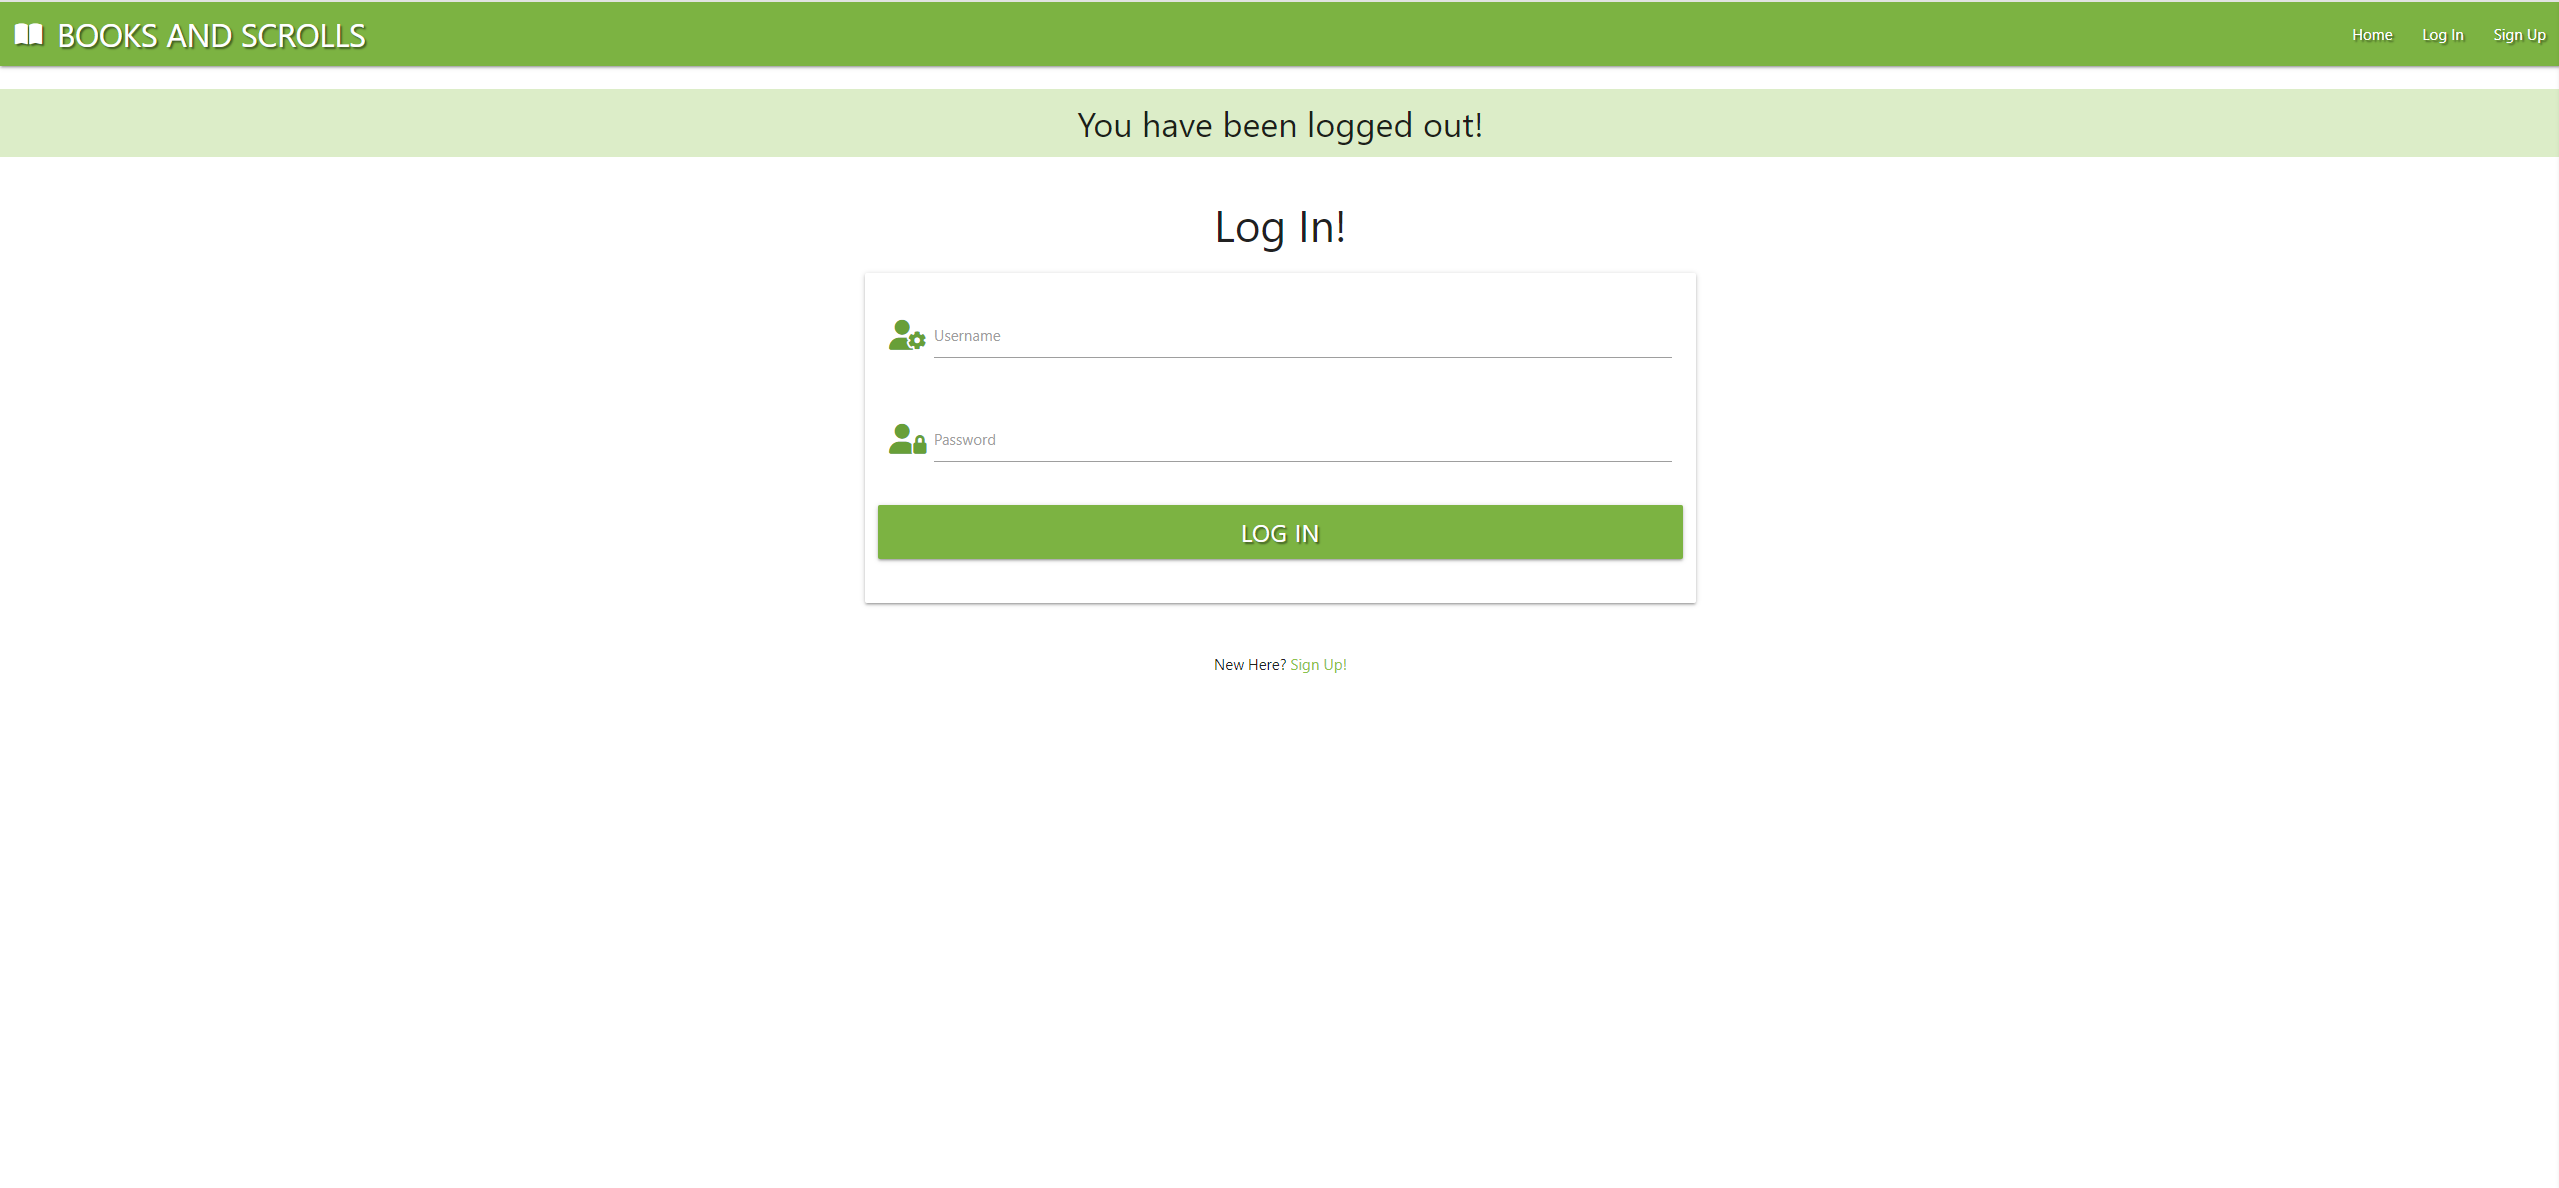 BOOKS AND SCROLLS
Home Log In Sign Up
You have been logged out!
Log In!
Username
Password
LOG IN
New Here? Sign Up!